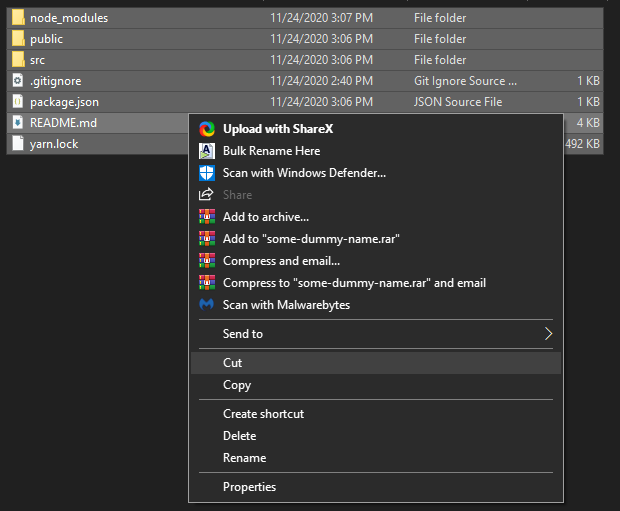 node_modules 11/24/2020 3:07 PM File folder
public 11/24/2020 3:06 PM File folder
src 11/24/2020 3:06 PM File folder
.gitignore 11/24/2020 2:40 PM Git Ignore Source ... 1 KB
package.json 11/24/2020 3:06 PM JSON Source File 1 KB
README.md 4 KB
yarn.lock 492 KB
Upload with ShareX
Bulk Rename Here
Scan with Windows Defender...
Share
Add to archive...
Add to "some-dummy-name.rar"
Compress and email...
Compress to "some-dummy-name.rar" and email
Scan with Malwarebytes
Send to
Cut
Copy
Create shortcut
Delete
Rename
Properties